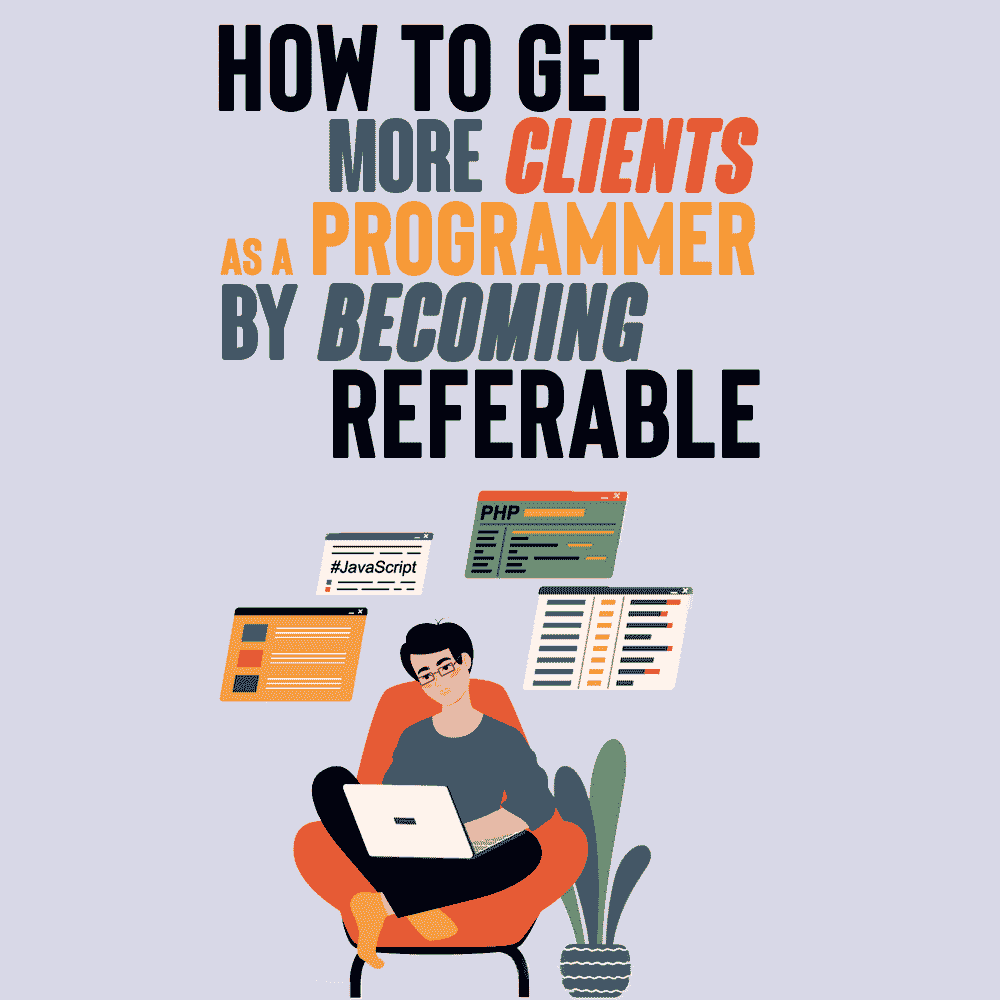 HOW TO GET
MORE CLIENTS
AS A PROGRAMMER
BY BECOMING
REFERABLE
PHP
#JavaScript